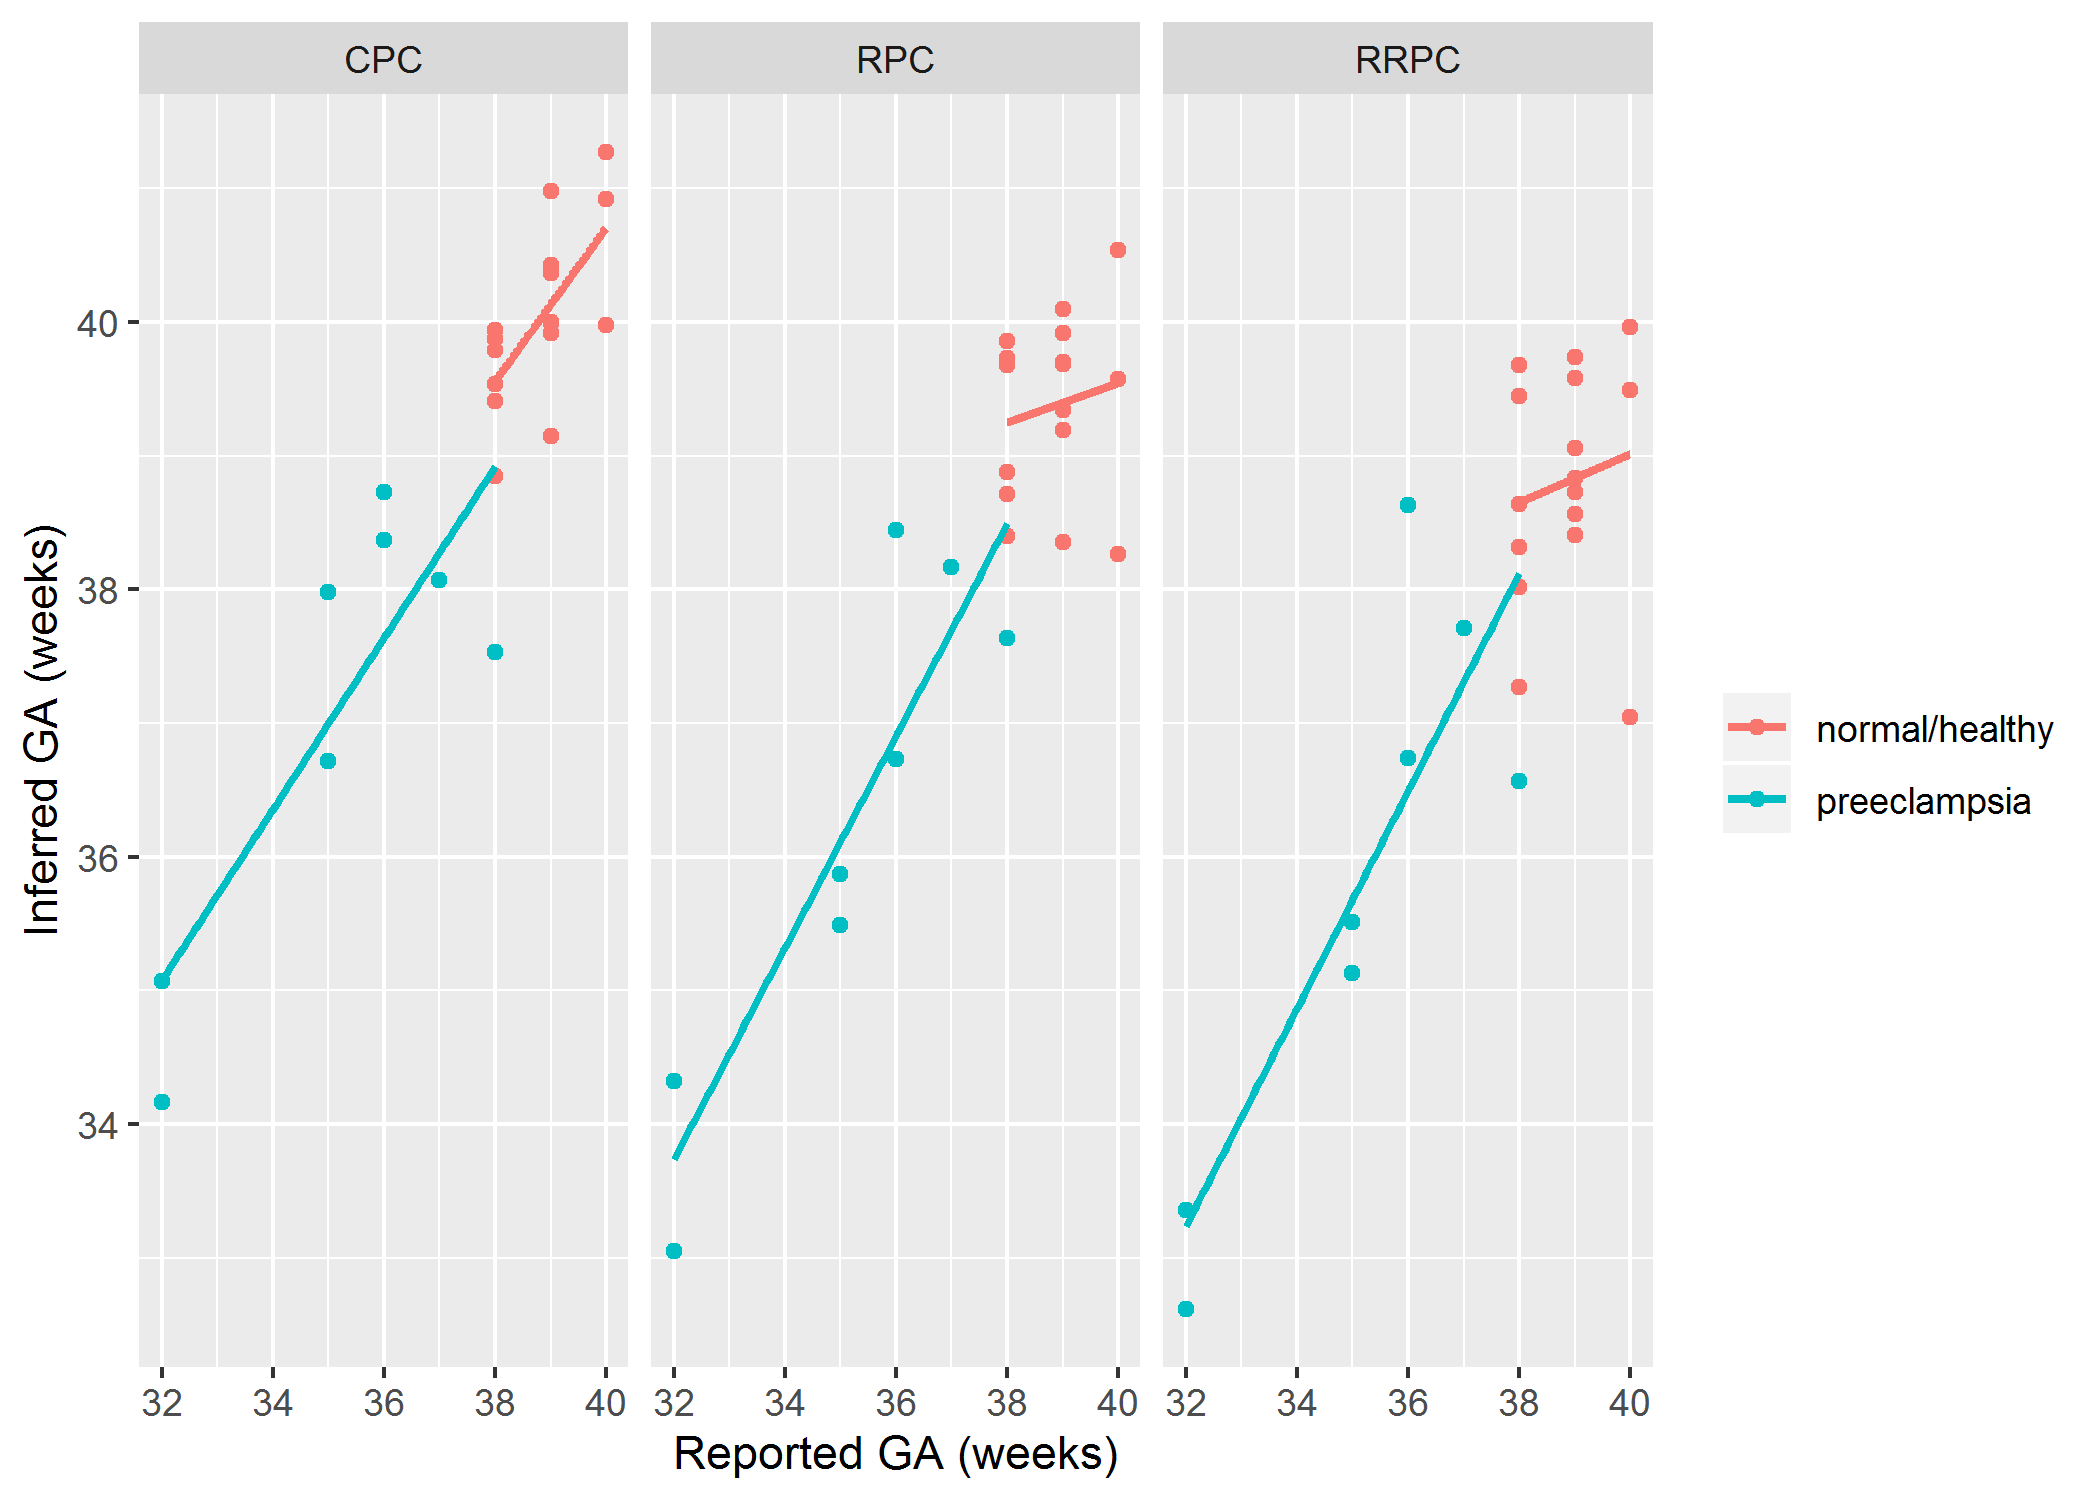 CPC RPC RRPC
40
38
36
34
32 34 36 38 40 32 34 36 38 40 32 34 36 38 40
Reported GA (weeks)
Inferred GA (weeks)
normal/healthy
preeclampsia